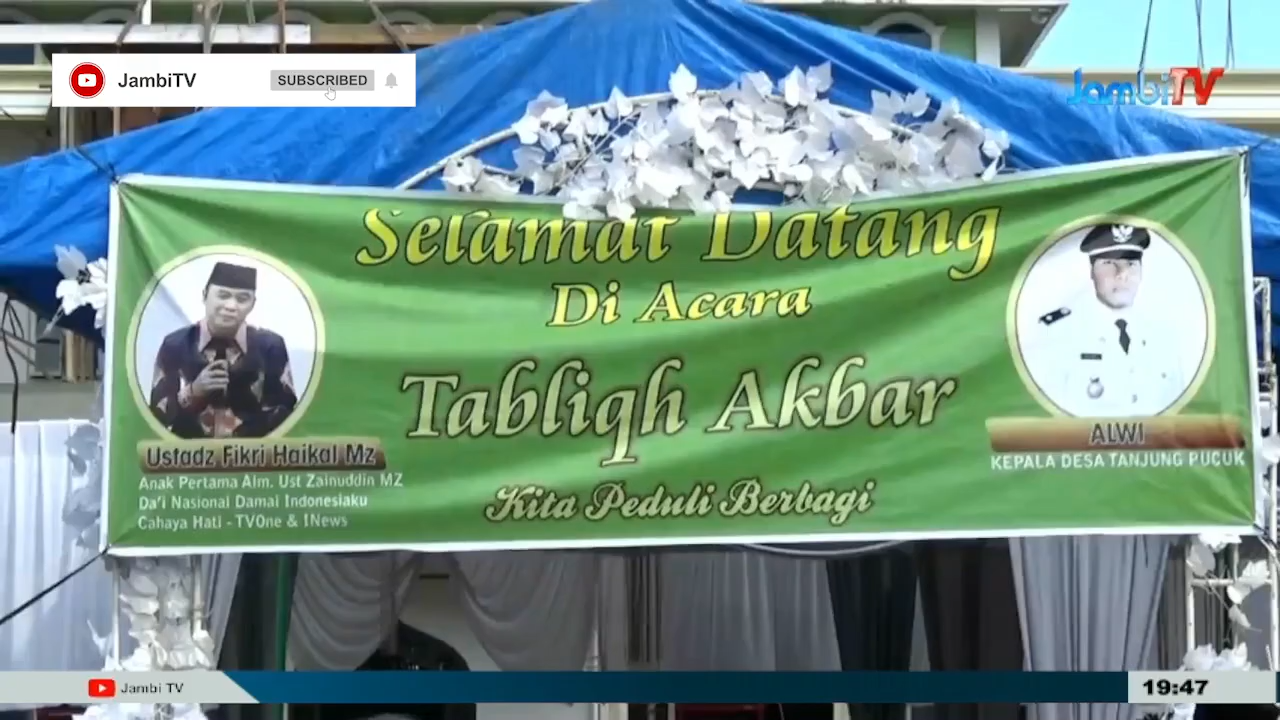 JambiTV
SUBSCRIBED
JambiTV
Selamat Datang
Di Acara
Tabliqh Akbar
Kita Peduli Berbagi
Ustadz Fikri Haikal Mz
Anak Pertama Alm. Ust Zainuddin MZ
Da'i Nasional Damai Indonesiaku
Cahaya Hati - TVOne & INews
ALWI
KEPALA DESA TANJUNG PUCUK
Jambi TV
19:47